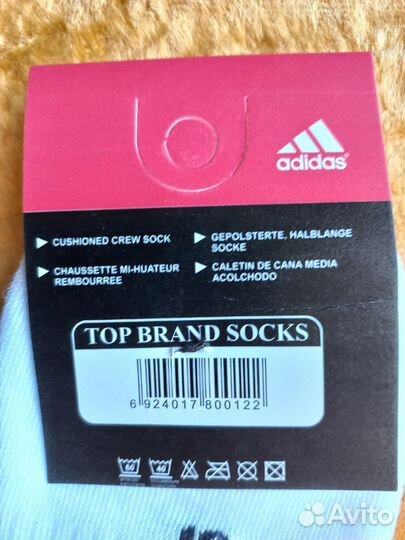 adidas
▶ CUSHIONED CREW SOCK
▶ GEPOLSTERTE, HALBLANGE
SOCKE
▶ CHAUSSETTE MI-HUATEUR
REMBOURREE
▶ CALETIN DE CANA MEDIA
ACOLCHODO
TOP BRAND SOCKS
6 924017 800122
60
40
Avito